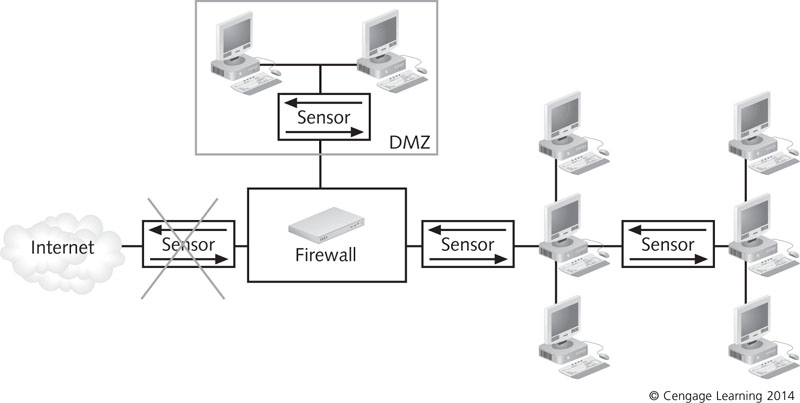 Sensor
DMZ
Internet
Sensor
Firewall
Sensor
Sensor
© Cengage Learning 2014